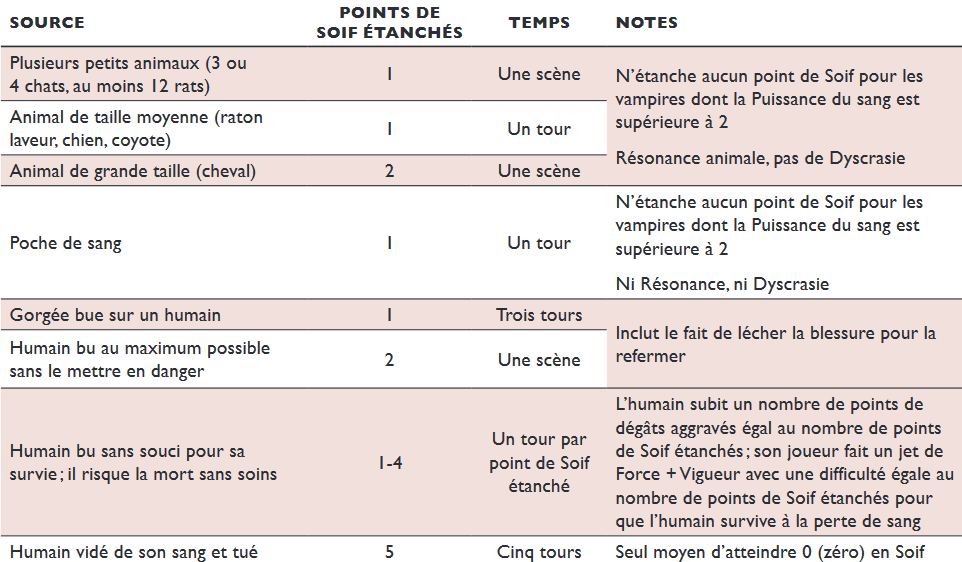 SOURCE
POINTS DE
SOIF ÉTANCHÉS
TEMPS
NOTES
Plusieurs petits animaux (3 ou
4 chats, au moins 12 rats)
1
Une scène
N’étanche aucun point de Soif pour les
vampires dont la Puissance du sang est
supérieure à 2
Résonance animale, pas de Dyscrasie
Animal de taille moyenne (raton
laveur, chien, coyote)
1
Un tour
Animal de grande taille (cheval)
2
Une scène
Poche de sang
1
Un tour
N’étanche aucun point de Soif pour les
vampires dont la Puissance du sang est
supérieure à 2
Ni Résonance, ni Dyscrasie
Gorgée bue sur un humain
1
Trois tours
Inclut le fait de lécher la blessure pour la
refermer
Humain bu au maximum possible
sans le mettre en danger
2
Une scène
Humain bu sans souci pour sa
survie ; il risque la mort sans soins
1-4
Un tour par
point de Soif
étanché
L’humain subit un nombre de points de
dégâts aggravés égal au nombre de points
de Soif étanchés ; son joueur fait un jet de
Force + Vigueur avec une difficulté égale au
nombre de points de Soif étanchés pour
que l’humain survive à la perte de sang
Humain vidé de son sang et tué
5
Cinq tours
Seul moyen d’atteindre 0 (zéro) en Soif